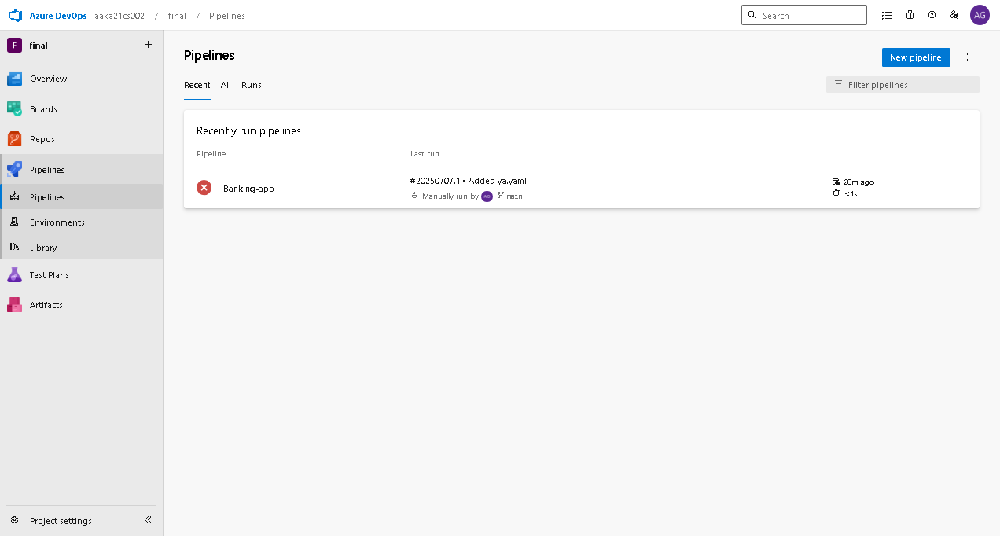 Azure DevOps aaka21cs002 / final / Pipelines Search AG
F final +
Overview
Boards
Repos
Pipelines
Pipelines
Environments
Library
Test Plans
Artifacts
Project settings
Pipelines
New pipeline
Recent All Runs
Filter pipelines
Recently run pipelines
Pipeline Last run
Banking-app
#20250707.1 • Added ya.yaml
Manually run by AG main
28m ago
<1s